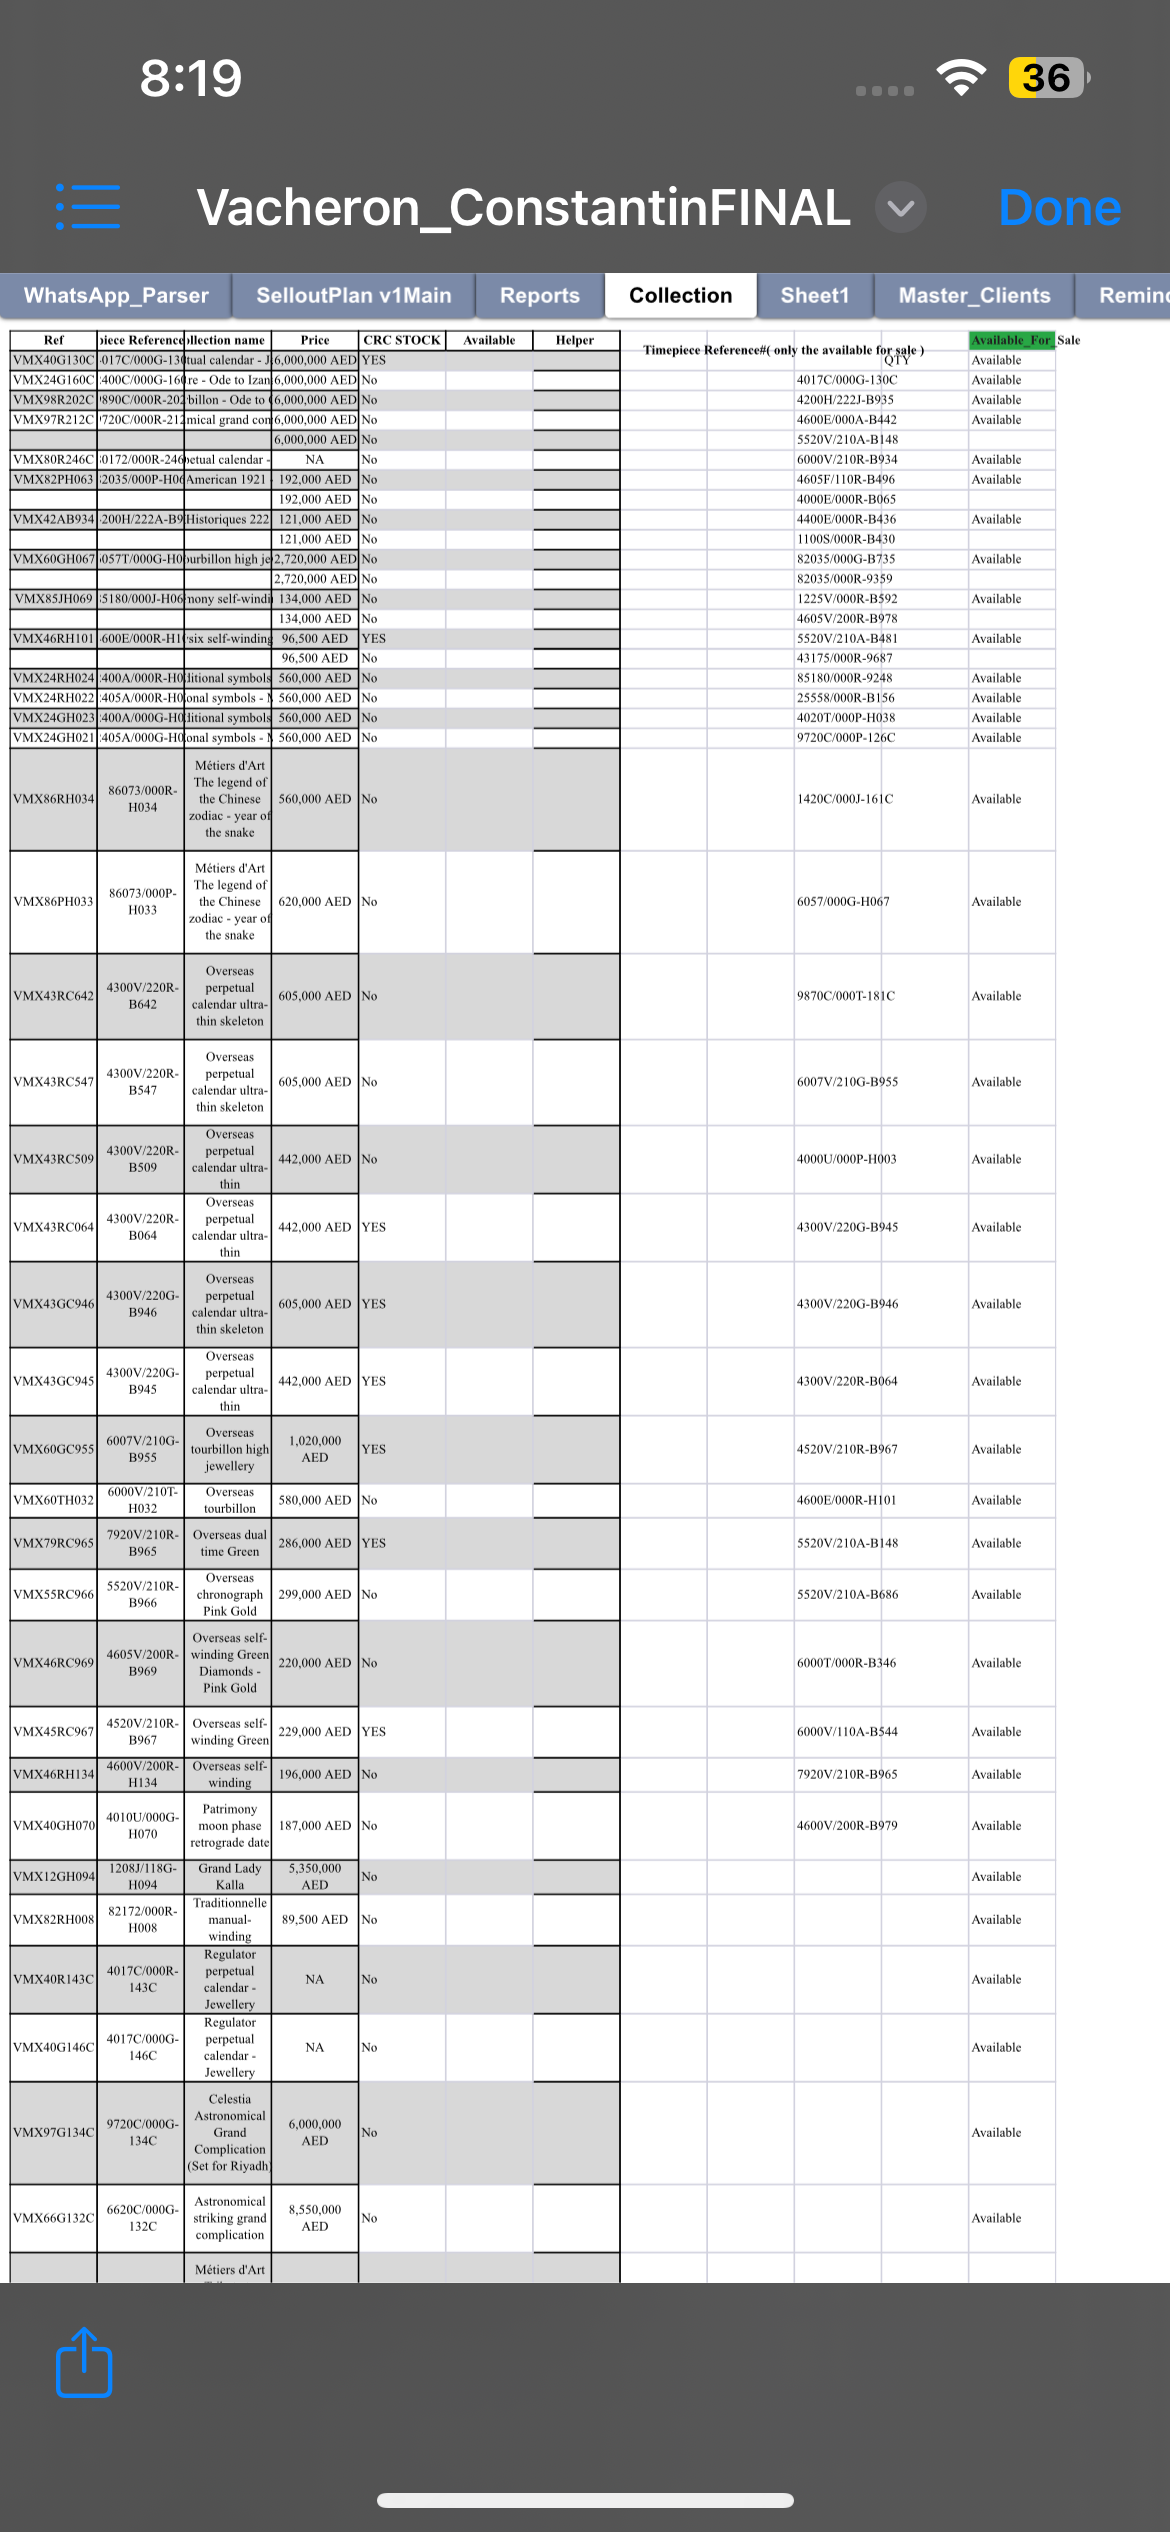 8:19
36
Vacheron_ConstantinFINAL
Done
WhatsApp_Parser SelloutPlan v1Main Reports Collection Sheet1 Master_Clients Remind
Ref piece Reference ollection name Price CRC STOCK Available Helper Timepiece Reference#( only the available for sale ) QTY Available_For_Sale
VMX40G130C 017C/000G-130 tual calendar - J 6,000,000 AED YES Available
VMX24G160C 400C/000G-160 re - Ode to Izan 6,000,000 AED No 4017C/000G-130C Available
VMX98R202C 9890C/000R-202 billon - Ode to 6,000,000 AED No 4200H/222J-B935 Available
VMX97R212C 9720C/000R-212 mical grand con 6,000,000 AED No 4600E/000A-B442 Available
6,000,000 AED No 5520V/210A-B148
VMX80R246C 80172/000R-246 petual calendar - NA No 6000V/210R-B934 Available
VMX82PH063 82035/000P-H06 American 1921 - 192,000 AED No 4605F/110R-B496 Available
192,000 AED No 4000E/000R-B065
VMX42AB934 200H/222A-B9 Historiques 222 121,000 AED No 4400E/000R-B436 Available
121,000 AED No 1100S/000R-B430
VMX60GH067 057T/000G-H0 ourbillon high je 2,720,000 AED No 82035/000G-B735 Available
2,720,000 AED No 82035/000R-9359
VMX85JH069 85180/000J-H06 mony self-windi 134,000 AED No 1225V/000R-B592 Available
134,000 AED No 4605V/200R-B978
VMX46RH101 600E/000R-H10 six self-winding 96,500 AED YES 5520V/210A-B481 Available
96,500 AED No 43175/000R-9687
VMX24RH024 400A/000R-H0 ditional symbols 560,000 AED No 85180/000R-9248 Available
VMX24RH022 405A/000R-H0 onal symbols - M 560,000 AED No 25558/000R-B156 Available
VMX24GH023 400A/000G-H0 ditional symbols 560,000 AED No 4020T/000P-H038 Available
VMX24GH021 405A/000G-H0 onal symbols - M 560,000 AED No 9720C/000P-126C Available
VMX86RH034 86073/000R-H034 Métiers d'Art The legend of the Chinese zodiac - year of the snake 560,000 AED No 1420C/000J-161C Available
VMX86PH033 86073/000P-H033 Métiers d'Art The legend of the Chinese zodiac - year of the snake 620,000 AED No 6057/000G-H067 Available
VMX43RC642 4300V/220R-B642 Overseas perpetual calendar ultra-thin skeleton 605,000 AED No 9870C/000T-181C Available
VMX43RC547 4300V/220R-B547 Overseas perpetual calendar ultra-thin skeleton 605,000 AED No 6007V/210G-B955 Available
VMX43RC509 4300V/220R-B509 Overseas perpetual calendar ultra-thin 442,000 AED No 4000U/000P-H003 Available
VMX43RC064 4300V/220R-B064 Overseas perpetual calendar ultra-thin 442,000 AED YES 4300V/220G-B945 Available
VMX43GC946 4300V/220G-B946 Overseas perpetual calendar ultra-thin skeleton 605,000 AED YES 4300V/220G-B946 Available
VMX43GC945 4300V/220G-B945 Overseas perpetual calendar ultra-thin 442,000 AED YES 4300V/220R-B064 Available
VMX60GC955 6007V/210G-B955 Overseas tourbillon high jewellery 1,020,000 AED YES 4520V/210R-B967 Available
VMX60TH032 6000V/210T-H032 Overseas tourbillon 580,000 AED No 4600E/000R-H101 Available
VMX79RC965 7920V/210R-B965 Overseas dual time Green 286,000 AED YES 5520V/210A-B148 Available
VMX55RC966 5520V/210R-B966 Overseas chronograph Pink Gold 299,000 AED No 5520V/210A-B686 Available
VMX46RC969 4605V/200R-B969 Overseas self-winding Green Diamonds - Pink Gold 220,000 AED No 6000T/000R-B346 Available
VMX45RC967 4520V/210R-B967 Overseas self-winding Green 229,000 AED YES 6000V/110A-B544 Available
VMX46RH134 4600V/200R-H134 Overseas self-winding 196,000 AED No 7920V/210R-B965 Available
VMX40GH070 4010U/000G-H070 Patrimony moon phase retrograde date 187,000 AED No 4600V/200R-B979 Available
VMX12GH094 1208J/118G-H094 Grand Lady Kalla 5,350,000 AED No Available
VMX82RH008 82172/000R-H008 Traditionnelle manual-winding 89,500 AED No Available
VMX40R143C 4017C/000R-143C Regulator perpetual calendar - Jewellery NA No Available
VMX40G146C 4017C/000G-146C Regulator perpetual calendar - Jewellery NA No Available
VMX97G134C 9720C/000G-134C Celestia Astronomical Grand Complication (Set for Riyadh) 6,000,000 AED No Available
VMX66G132C 6620C/000G-132C Astronomical striking grand complication 8,550,000 AED No Available
Métiers d'Art